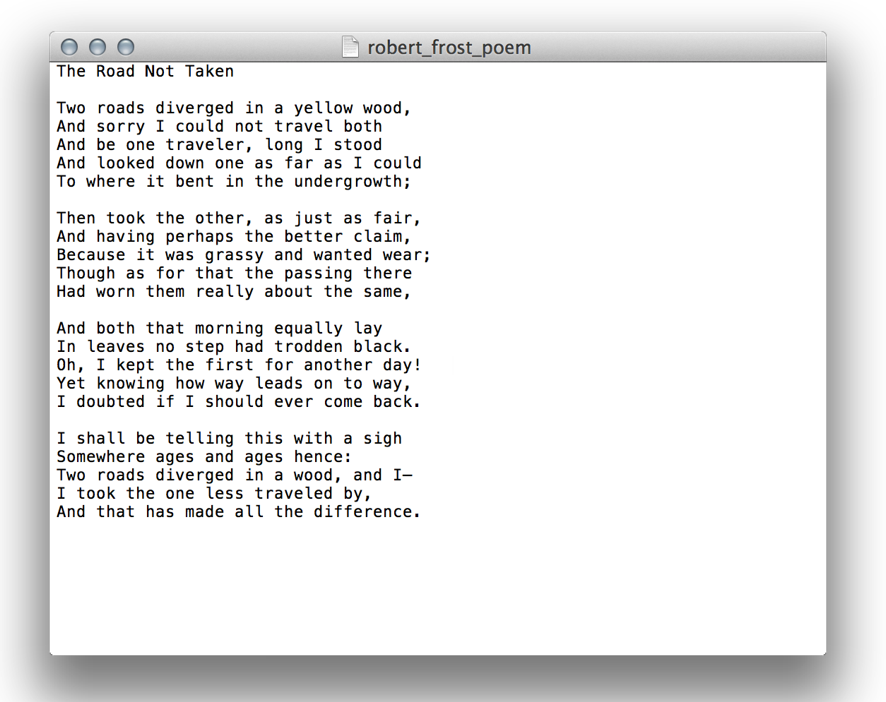 robert_frost_poem
The Road Not Taken
Two roads diverged in a yellow wood,
And sorry I could not travel both
And be one traveler, long I stood
And looked down one as far as I could
To where it bent in the undergrowth;
Then took the other, as just as fair,
And having perhaps the better claim,
Because it was grassy and wanted wear;
Though as for that the passing there
Had worn them really about the same,
And both that morning equally lay
In leaves no step had trodden black.
Oh, I kept the first for another day!
Yet knowing how way leads on to way,
I doubted if I should ever come back.
I shall be telling this with a sigh
Somewhere ages and ages hence:
Two roads diverged in a wood, and I—
I took the one less traveled by,
And that has made all the difference.